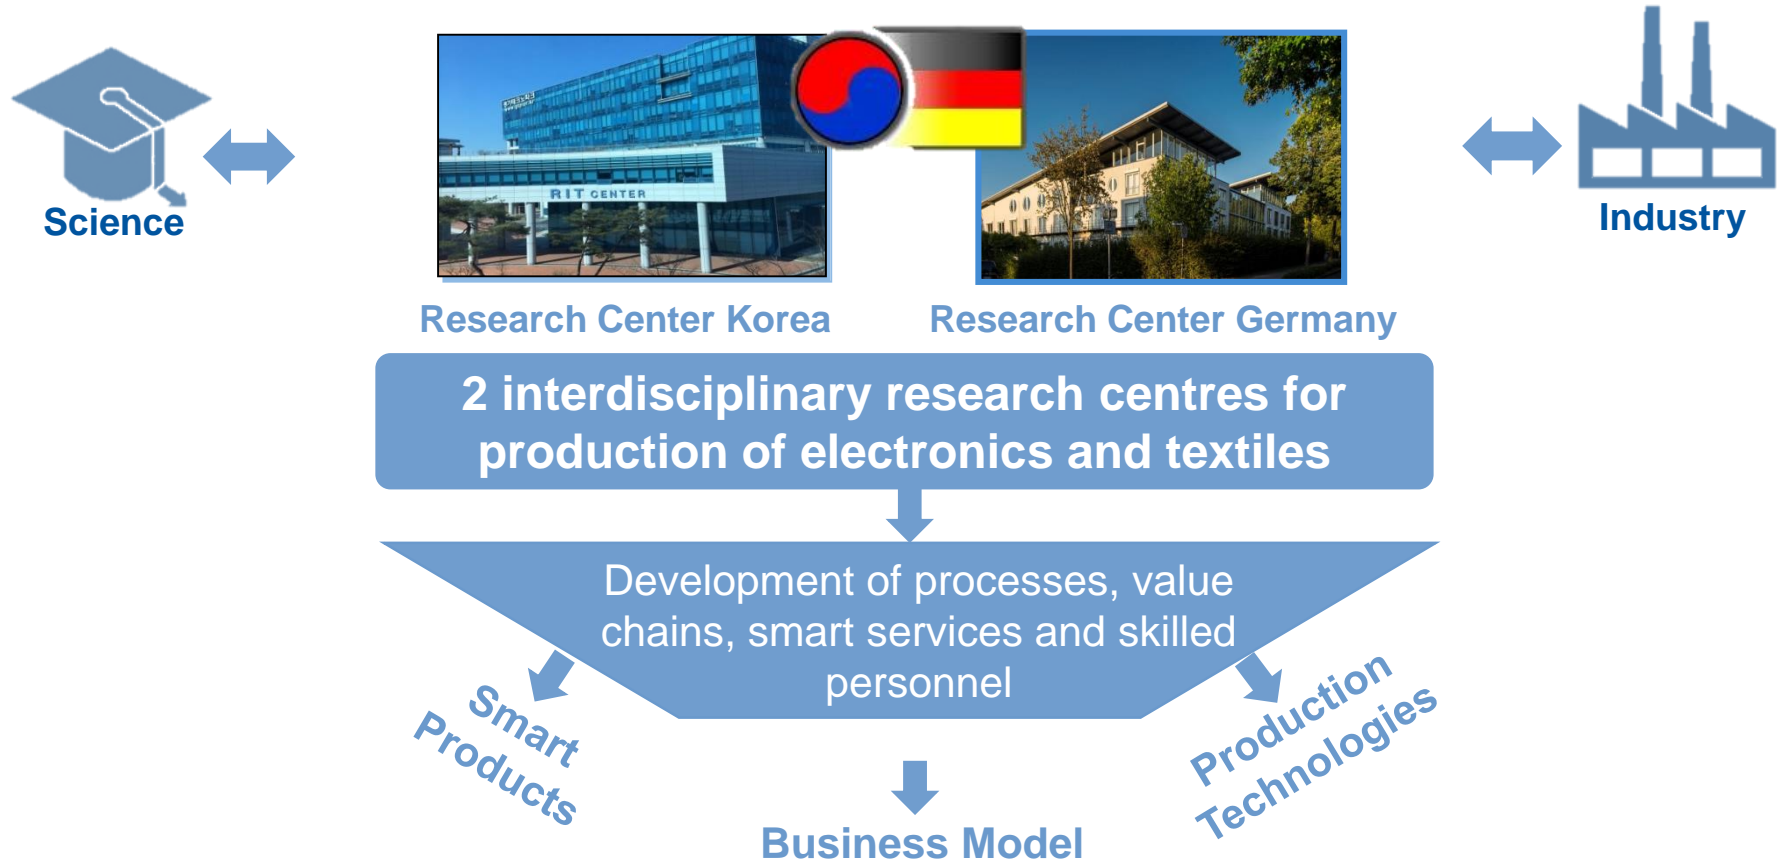 Science
RIT CENTER
Industry
Research Center Korea
Research Center Germany
2 interdisciplinary research centres for
production of electronics and textiles
Development of processes, value
chains, smart services and skilled
personnel
Smart
Products
Business Model
Production
Technologies